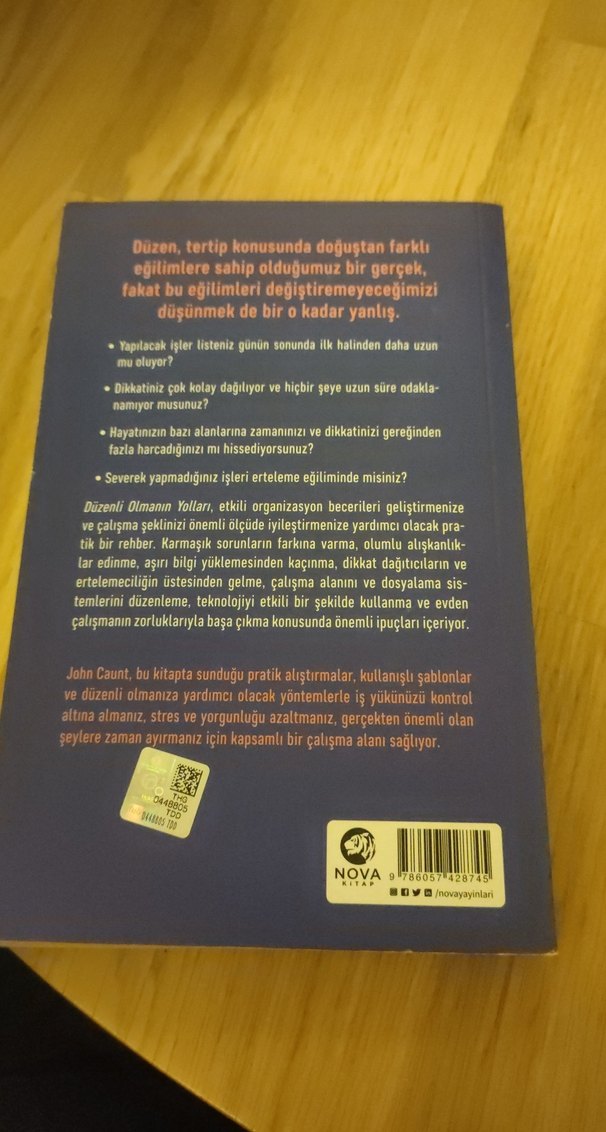 Düzen, tertip konusunda doğuştan farklı
eğilimlere sahip olduğumuz bir gerçek,
fakat bu eğilimleri değiştiremeyeceğimizi
düşünmek de bir o kadar yanlış.
• Yapılacak işler listeniz günün sonunda ilk halinden daha uzun
mu oluyor?
• Dikkatiniz çok kolay dağılıyor ve hiçbir şeye uzun süre odakla-
namıyor musunuz?
• Hayatınızın bazı alanlarına zamanınızı ve dikkatinizi gereğinden
fazla harcadığınızı mı hissediyorsunuz?
• Severek yapmadığınız işleri erteleme eğiliminde misiniz?
Düzenli Olmanın Yolları, etkili organizasyon becerileri geliştirmenize
ve çalışma şeklinizi önemli ölçüde iyileştirmenize yardımcı olacak pra-
tik bir rehber. Karmaşık sorunların farkına varma, olumlu alışkanlık-
lar edinme, aşırı bilgi yüklemesinden kaçınma, dikkat dağıtıcıların ve
ertelemeciliğin üstesinden gelme, çalışma alanını ve dosyalama sis-
temlerini düzenleme, teknolojiyi etkili bir şekilde kullanma ve evden
çalışmanın zorluklarıyla başa çıkma konusunda önemli ipuçları içeriyor.
John Caunt, bu kitapta sunduğu pratik alıştırmalar, kullanışlı şablonlar
ve düzenli olmanıza yardımcı olacak yöntemlerle iş yükünüzü kontrol
altına almanız, stres ve yorgunluğu azaltmanız, gerçekten önemli olan
şeylere zaman ayırmanız için kapsamlı bir çalışma alanı sağlıyor.
THG
0448805
TDD
0448805 TDD
NOVA
KİTAP
9 786057 428745
/novayayinlari